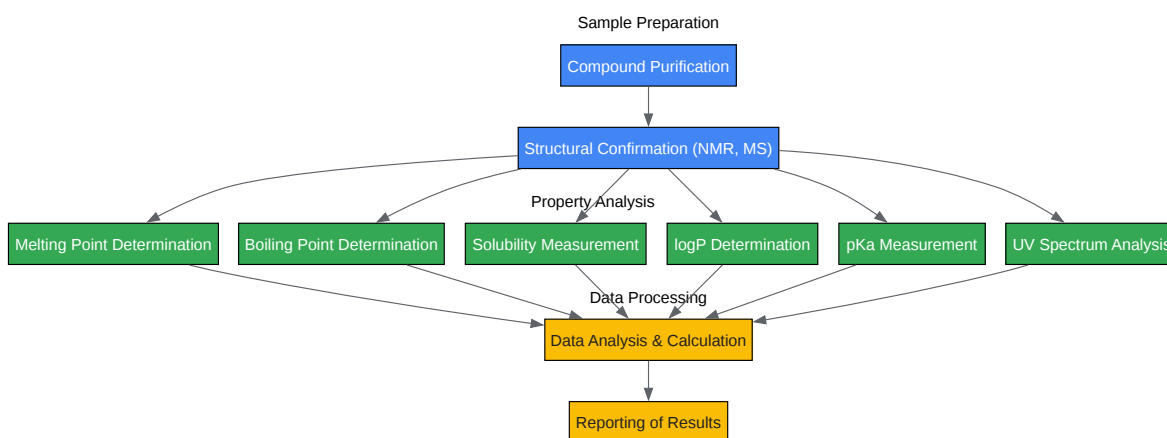 Sample Preparation
Compound Purification
Structural Confirmation (NMR, MS)
Property Analysis
Melting Point Determination
Boiling Point Determination
Solubility Measurement
logP Determination
pKa Measurement
UV Spectrum Analysis
Data Processing
Data Analysis & Calculation
Reporting of Results